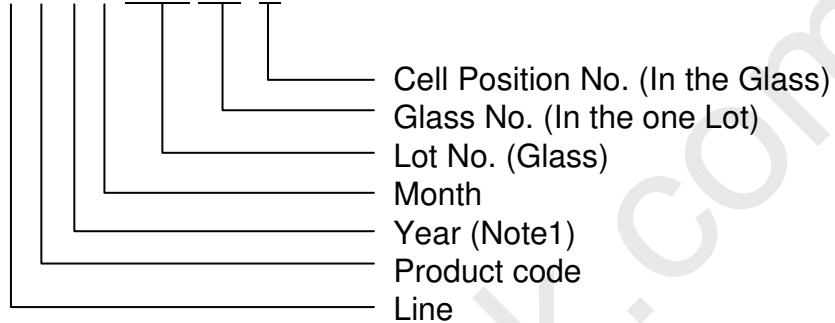 Cell Position No. (In the Glass)
Glass No. (In the one Lot)
Lot No. (Glass)
Month
Year (Note1)
Product code
Line
k.com